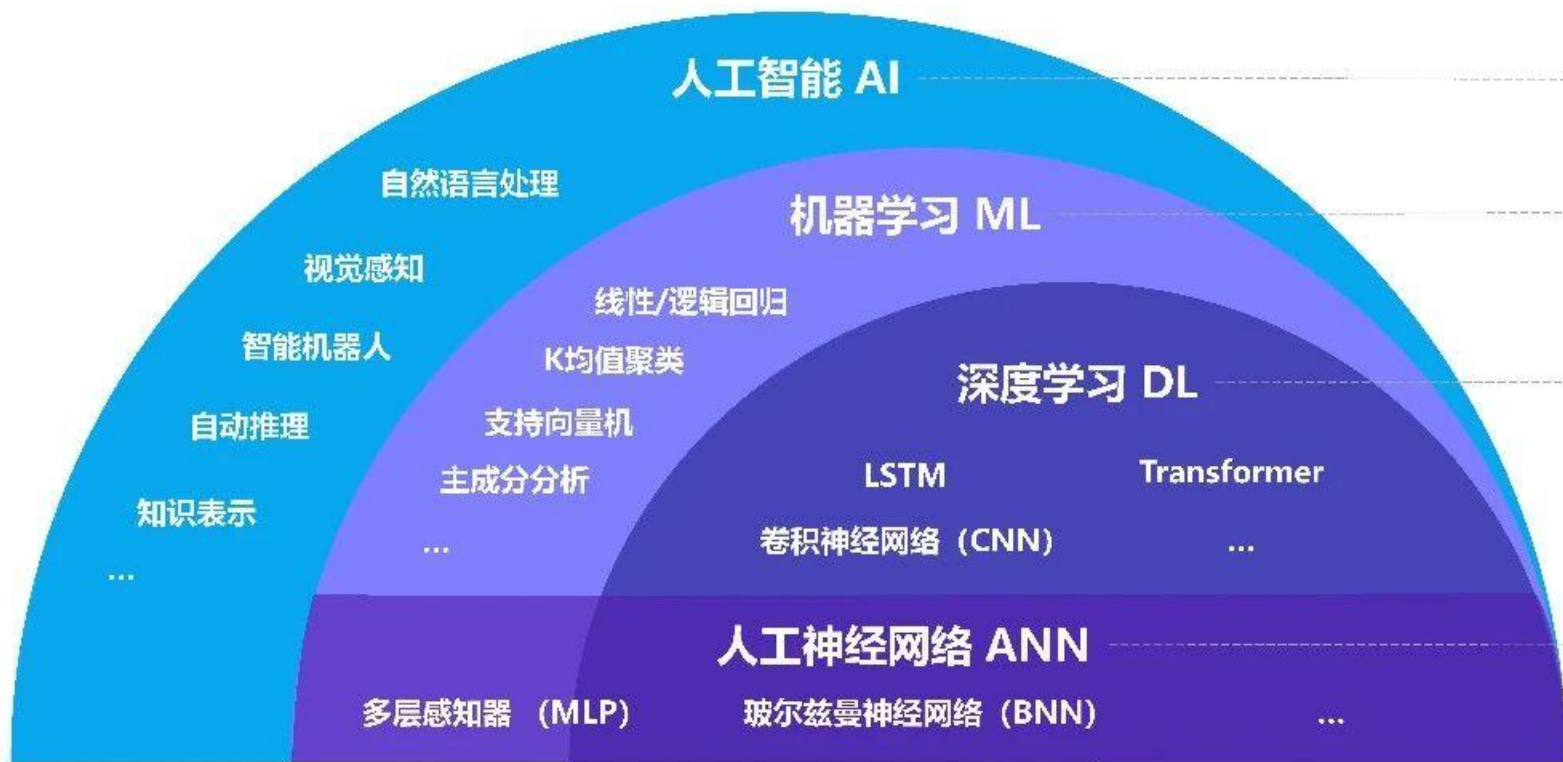 人工智能 AI
自然语言处理
视觉感知
智能机器人
自动推理
知识表示
...
机器学习 ML
线性/逻辑回归
K均值聚类
支持向量机
主成分分析
...
深度学习 DL
LSTM
Transformer
卷积神经网络（CNN）
...
人工神经网络 ANN
多层感知器 （MLP）
玻尔兹曼神经网络（BNN）
...